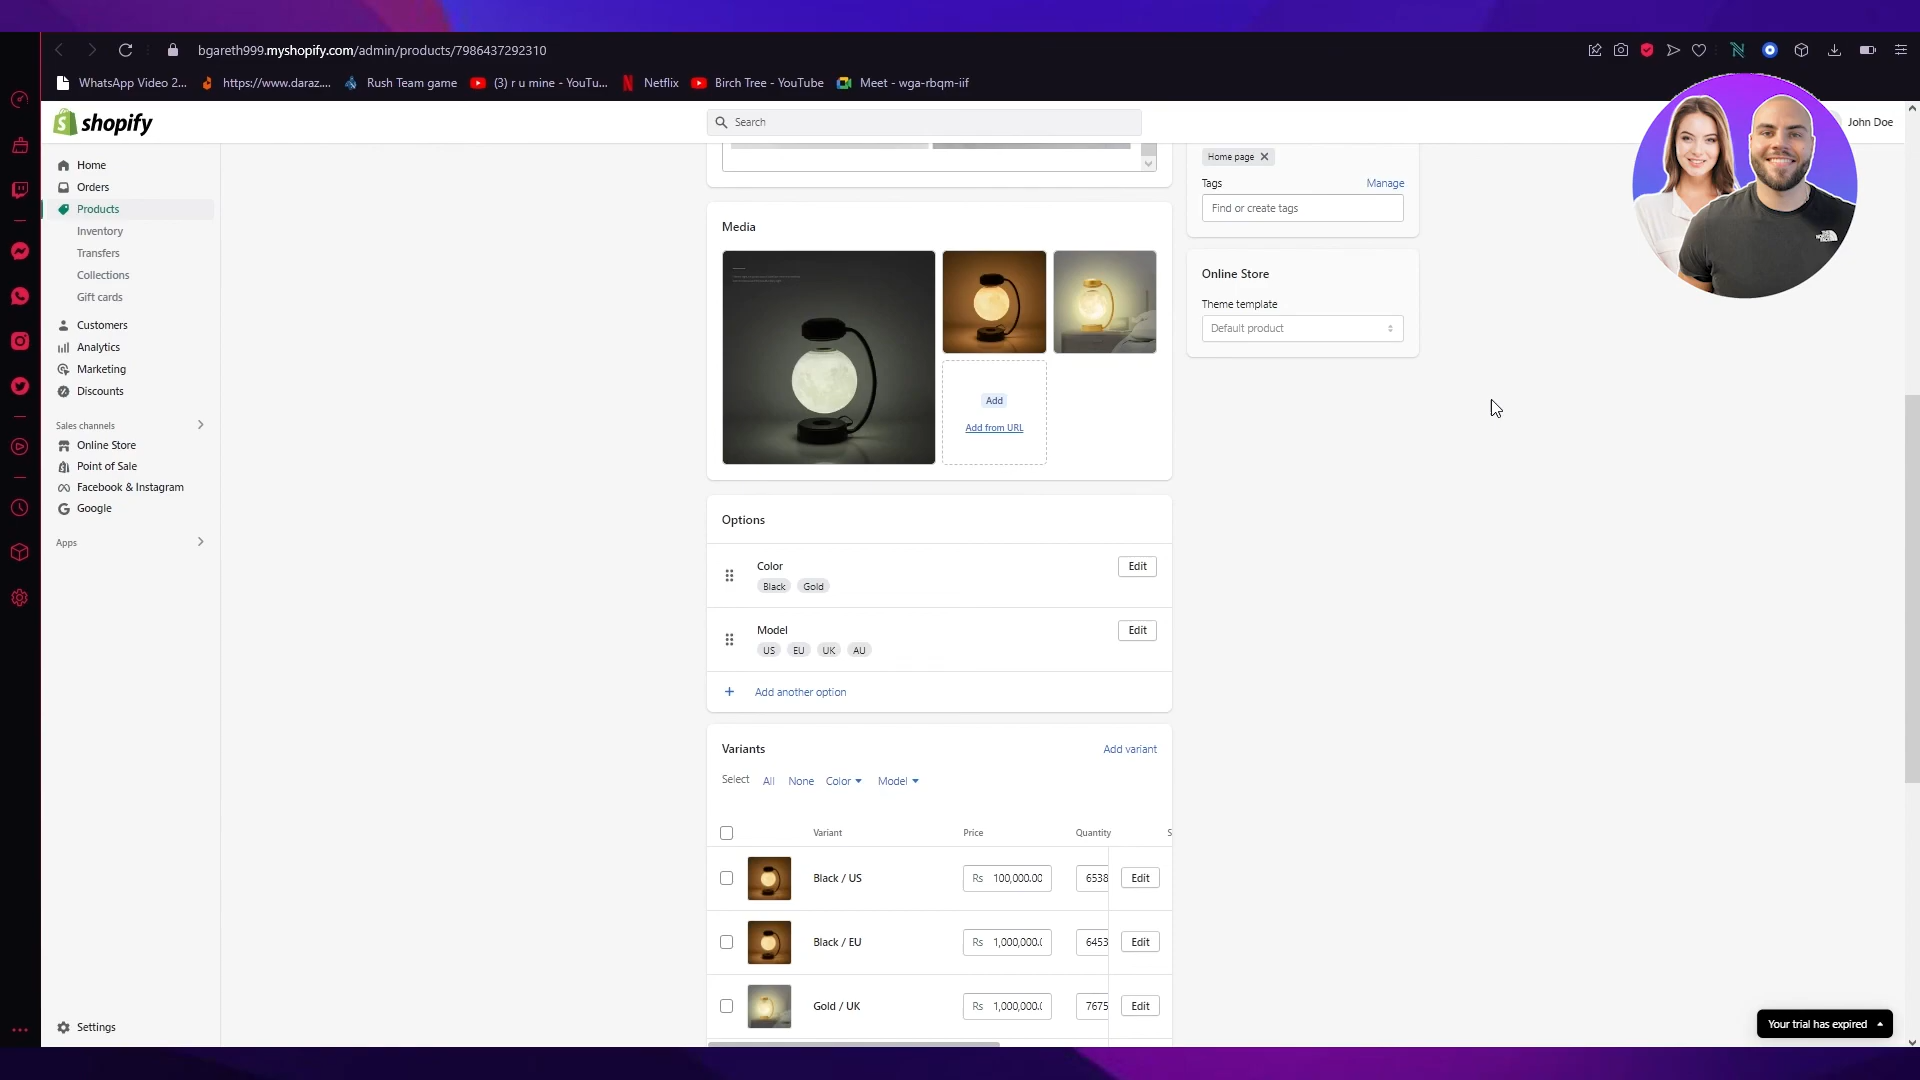 bgareth999.myshopify.com/admin/products/7986437292310
WhatsApp Video 2... https://www.daraz.... Rush Team game (3) r u mine - YouTu... Netflix Birch Tree - YouTube Meet - wga-rbqm-iif
shopify
Search
John Doe
Home
Orders
Products
Inventory
Transfers
Collections
Gift cards
Customers
Analytics
Marketing
Discounts
Sales channels
Online Store
Point of Sale
Facebook & Instagram
Google
Apps
Settings
Media
Add
Add from URL
Options
Color
Black Gold
Edit
Model
US EU UK AU
Edit
+ Add another option
Variants
Add variant
Select All None Color Model
Variant Price Quantity S
Black / US Rs 100,000.00 6538 Edit
Black / EU Rs 1,000,000.( 6453 Edit
Gold / UK Rs 1,000,000.( 7675 Edit
Home page
Tags
Manage
Find or create tags
Online Store
Theme template
Default product
Your trial has expired